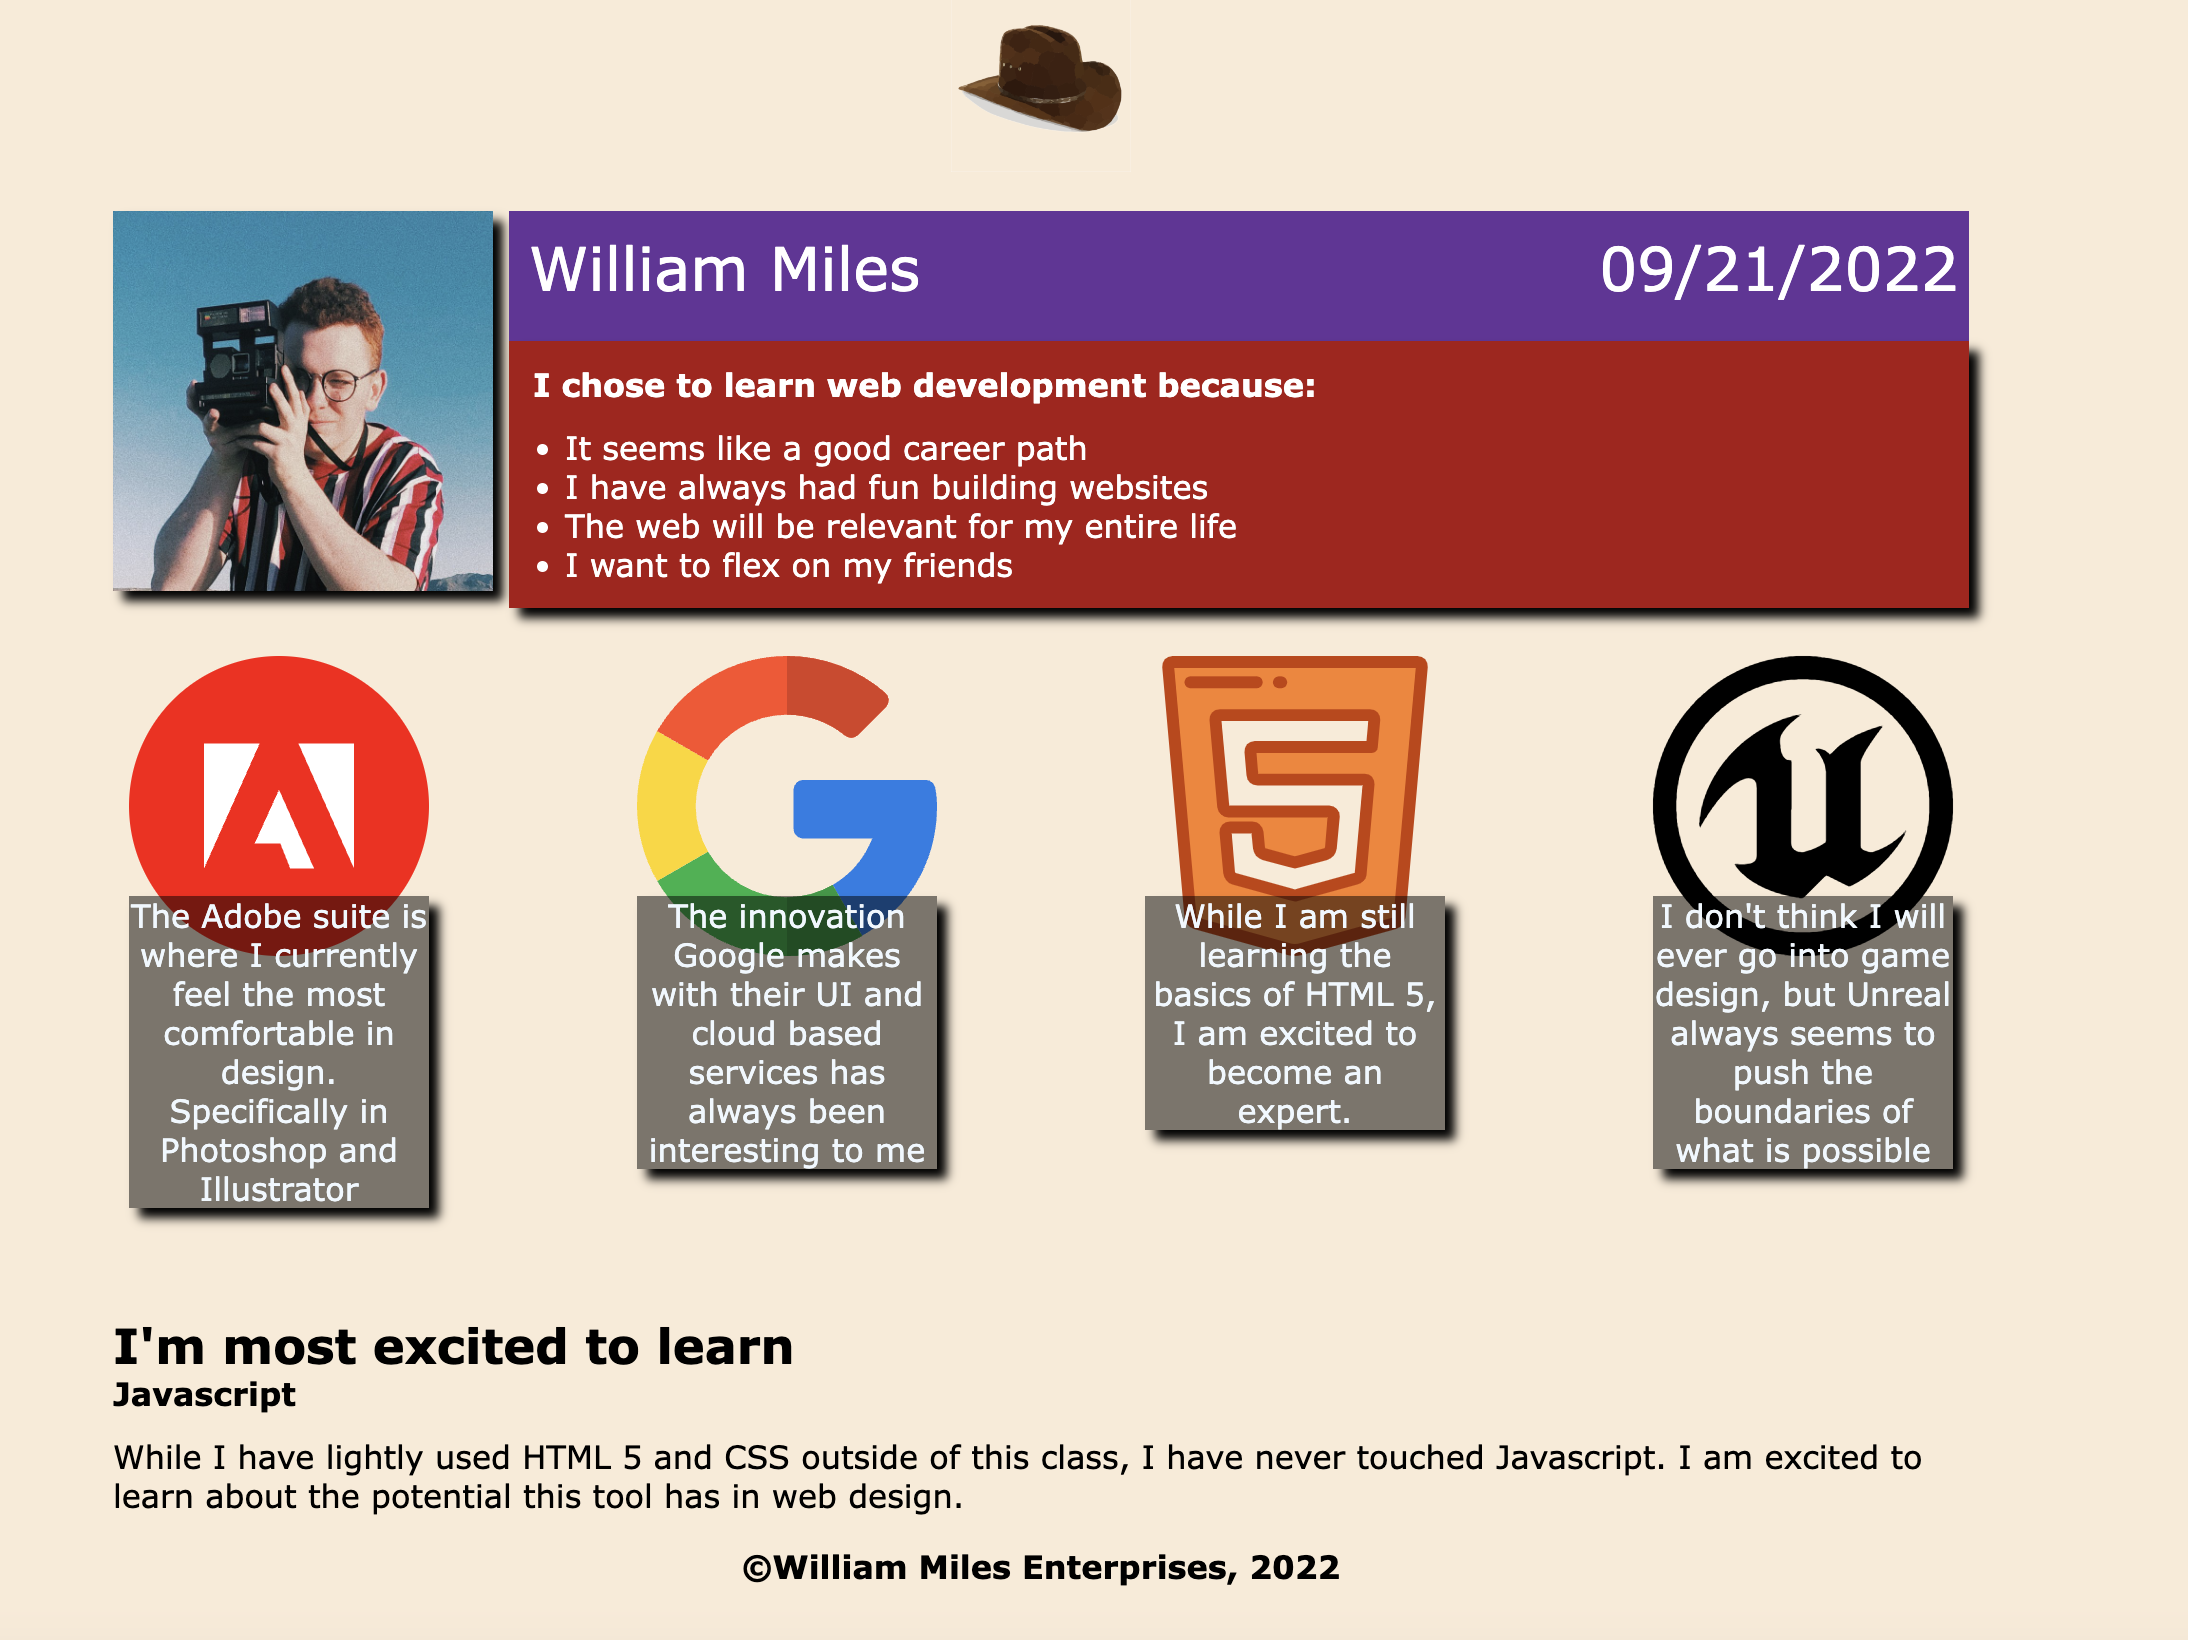 William Miles
09/21/2022
I chose to learn web development because:
• It seems like a good career path
• I have always had fun building websites
• The web will be relevant for my entire life
• I want to flex on my friends
The Adobe suite is
where I currently
feel the most
comfortable in
design.
Specifically in
Photoshop and
Illustrator
The innovation
Google makes
with their UI and
cloud based
services has
always been
interesting to me
While I am still
learning the
basics of HTML 5,
I am excited to
become an
expert.
I don't think I will
ever go into game
design, but Unreal
always seems to
push the
boundaries of
what is possible
I'm most excited to learn
Javascript
While I have lightly used HTML 5 and CSS outside of this class, I have never touched Javascript. I am excited to
learn about the potential this tool has in web design.
©William Miles Enterprises, 2022